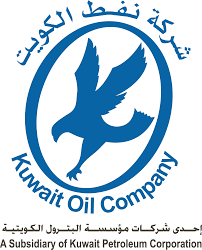 شركة نفط الكويت
Kuwait Oil Company
إحدى شركات مؤسسة البترول الكويتية
A Subsidiary of Kuwait Petroleum Corporation